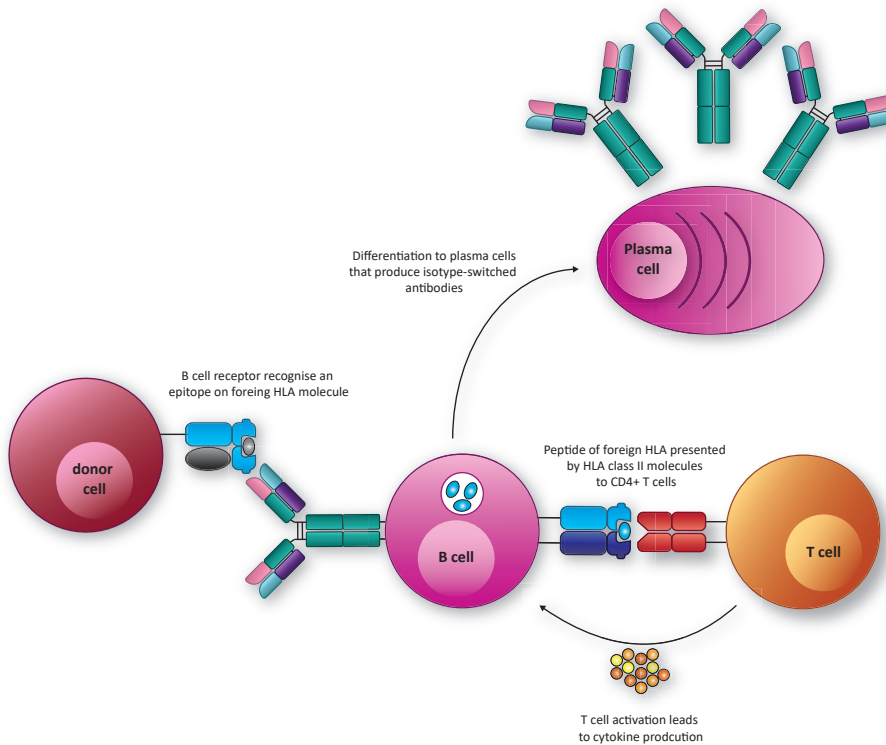 Plasma
cell
Differentiation to plasma cells
that produce isotype-switched
antibodies
B cell receptor recognise an
epitope on foreing HLA molecule
donor
cell
Peptide of foreign HLA presented
by HLA class II molecules
to CD4+ T cells
B cell
T cell
T cell activation leads
to cytokine prodcution